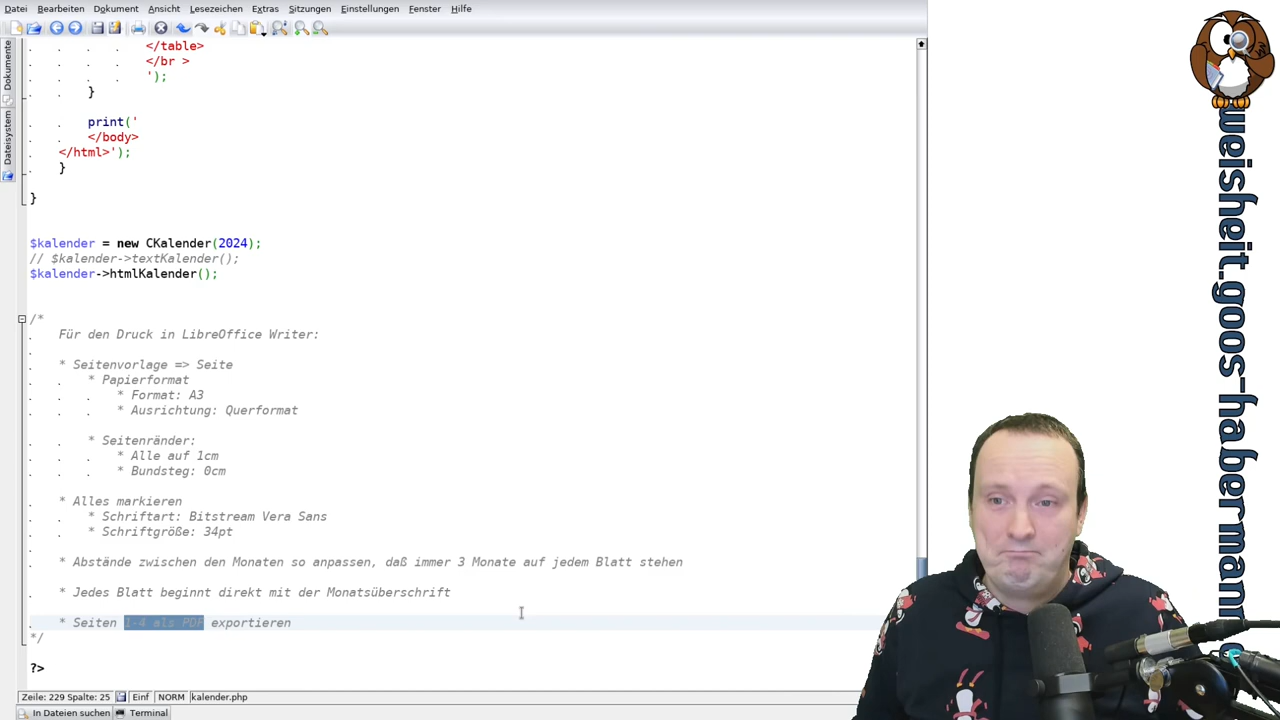 Datei Bearbeiten Dokument Ansicht Lesezeichen Extras Sitzungen Einstellungen Fenster Hilfe
Dokumente
Dateisystem
</table>
</br >
');
}
print('
</body>
</html>');
}
}
$kalender = new CKalender(2024);
// $kalender->textKalender();
$kalender->htmlKalender();
/*
Für den Druck in LibreOffice Writer:
* Seitenvorlage => Seite
* Papierformat
* Format: A3
* Ausrichtung: Querformat
* Seitenränder:
* Alle auf 1cm
* Bundsteg: 0cm
* Alles markieren
* Schriftart: Bitstream Vera Sans
* Schriftgröße: 34pt
* Abstände zwischen den Monaten so anpassen, daß immer 3 Monate auf jedem Blatt stehen
* Jedes Blatt beginnt direkt mit der Monatsüberschrift
* Seiten 1-4 als PDF exportieren
*/
?>
Zeile: 229 Spalte: 25 Einf NORM kalender.php
In Dateien suchen Terminal
weisheit.goos-habermann